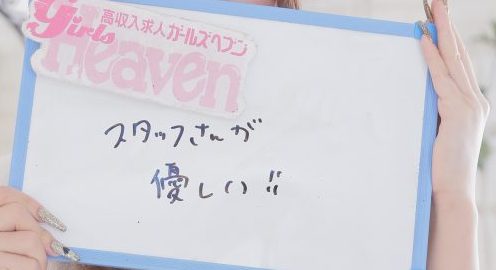 高収入求人ガールズヘブン
girls
Heaven
スタッフさんが
優しい!!